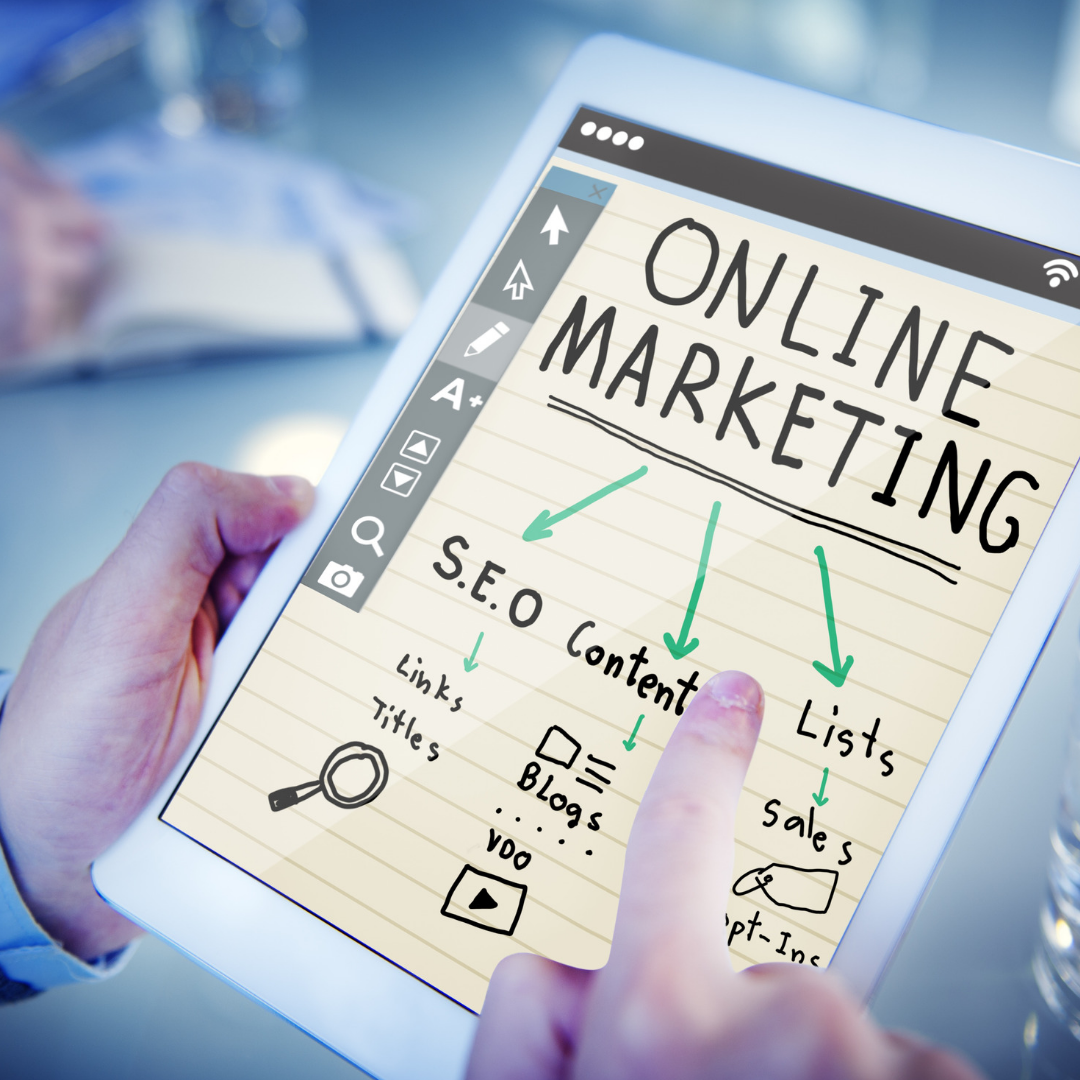 A+
ONLINE
MARKETING
S.E.O
Content
Lists
Links
Titles
Blogs
VDO
Sales